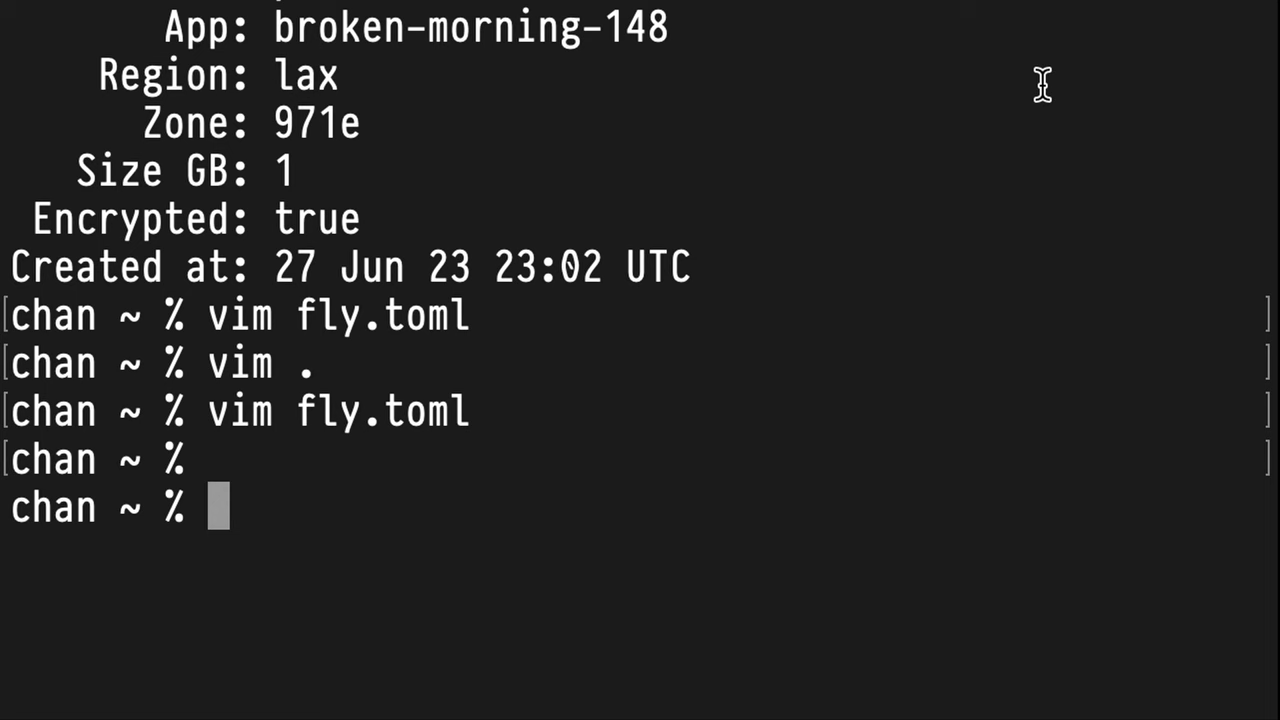 App: broken-morning-148
Region: lax
Zone: 971e
Size GB: 1
Encrypted: true
Created at: 27 Jun 23 23:02 UTC
[chan ~ % vim fly.toml ]
[chan ~ % vim . ]
[chan ~ % vim fly.toml ]
[chan ~ % ]
chan ~ %